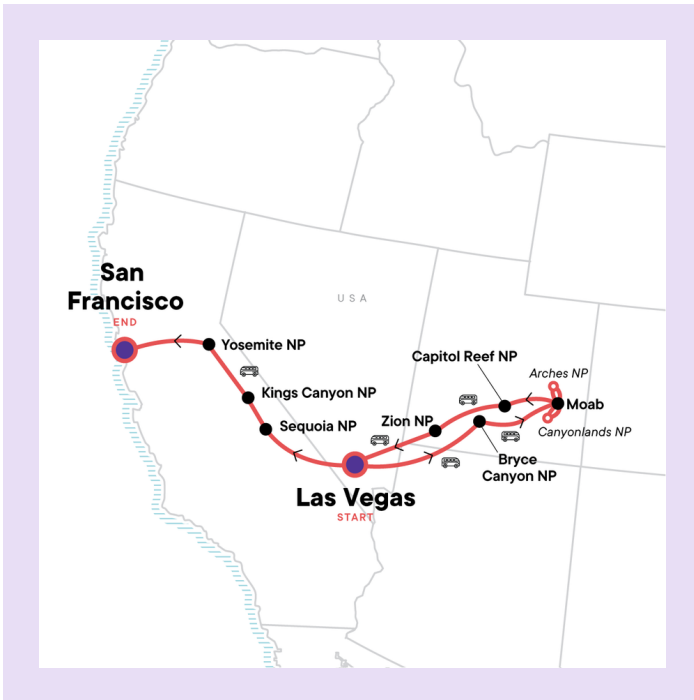 San
Francisco
END
USA
Yosemite NP
Kings Canyon NP
Sequoia NP
Capitol Reef NP
Arches NP
Moab
Canyonlands NP
Zion NP
Bryce
Canyon NP
Las Vegas
START